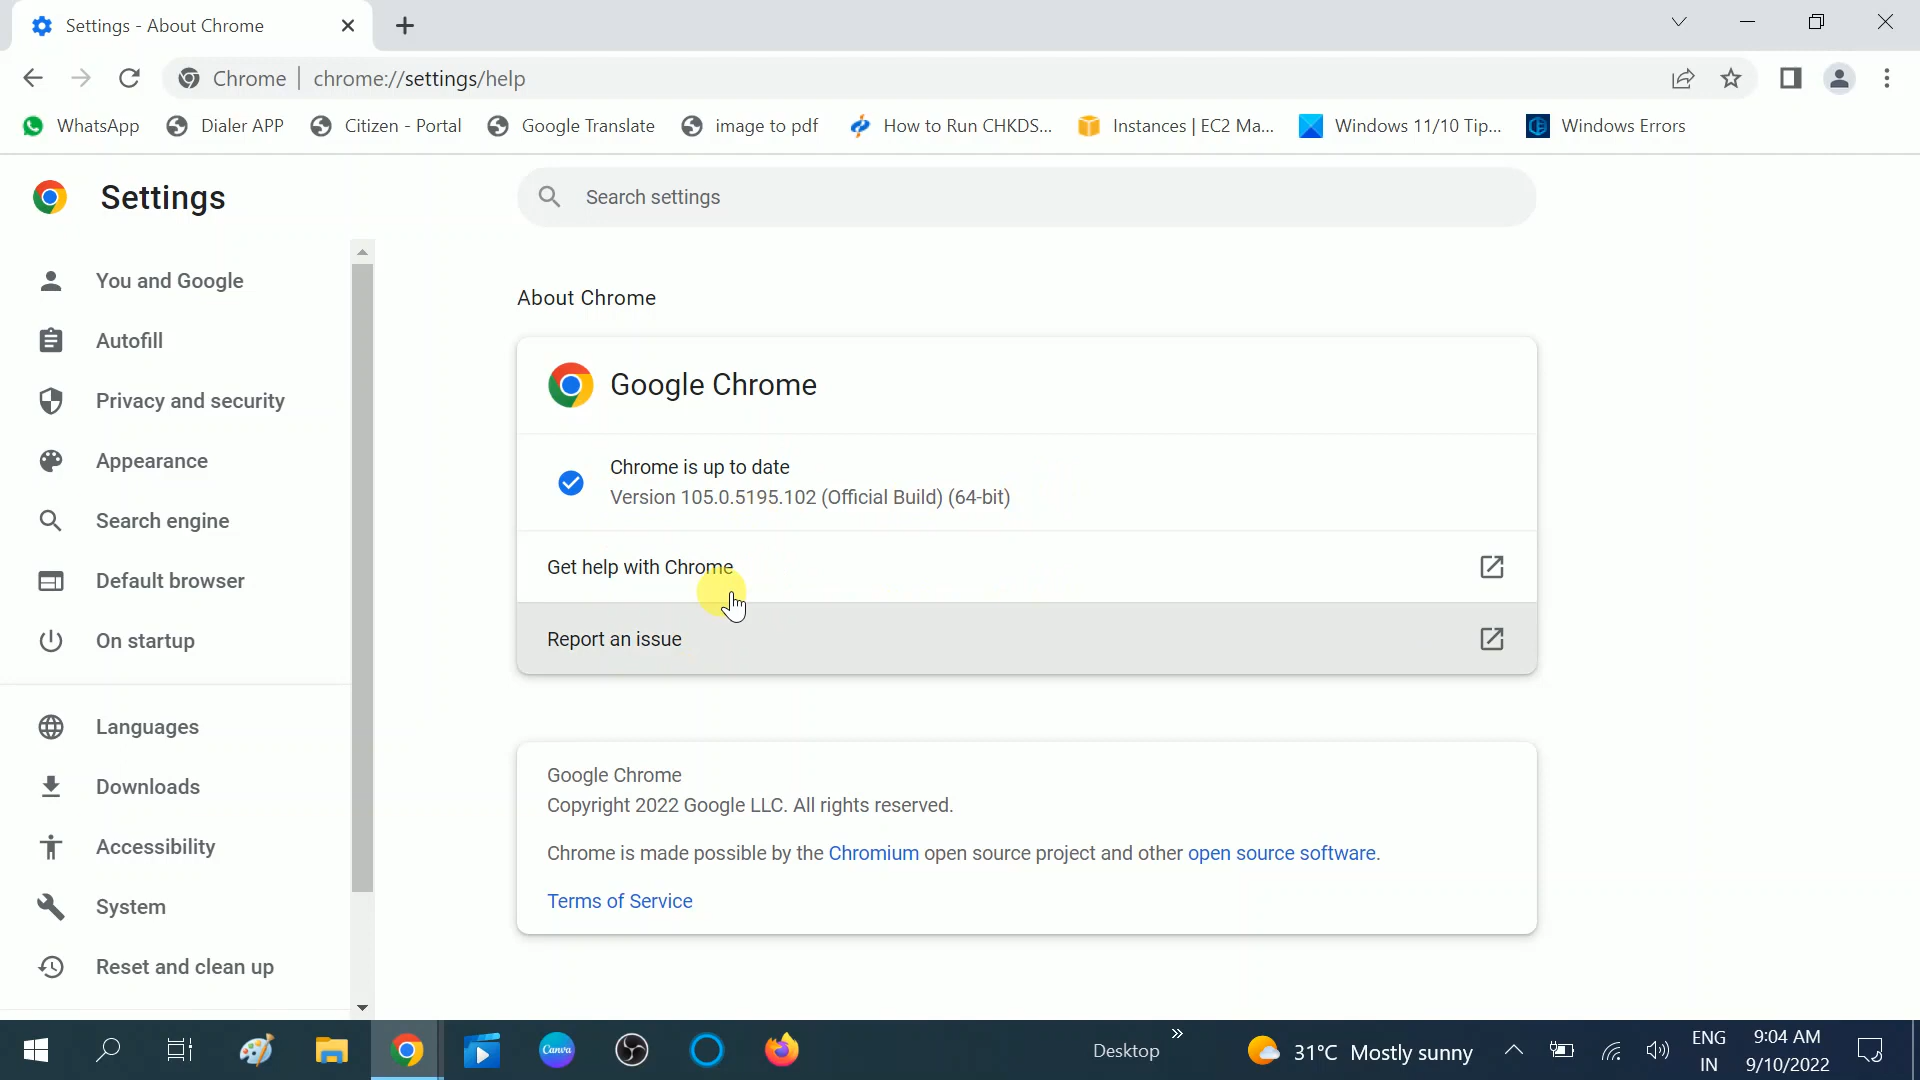 Settings - About Chrome
Chrome | chrome://settings/help
WhatsApp Dialer APP Citizen - Portal Google Translate image to pdf How to Run CHKDS... Instances | EC2 Ma... Windows 11/10 Tip... Windows Errors
Settings
Search settings
You and Google
Autofill
Privacy and security
Appearance
Search engine
Default browser
On startup
Languages
Downloads
Accessibility
System
Reset and clean up
About Chrome
Google Chrome
Chrome is up to date
Version 105.0.5195.102 (Official Build) (64-bit)
Get help with Chrome
Report an issue
Google Chrome
Copyright 2022 Google LLC. All rights reserved.
Chrome is made possible by the Chromium open source project and other open source software.
Terms of Service
Canva
Desktop
31°C Mostly sunny
ENG
IN
9:04 AM
9/10/2022